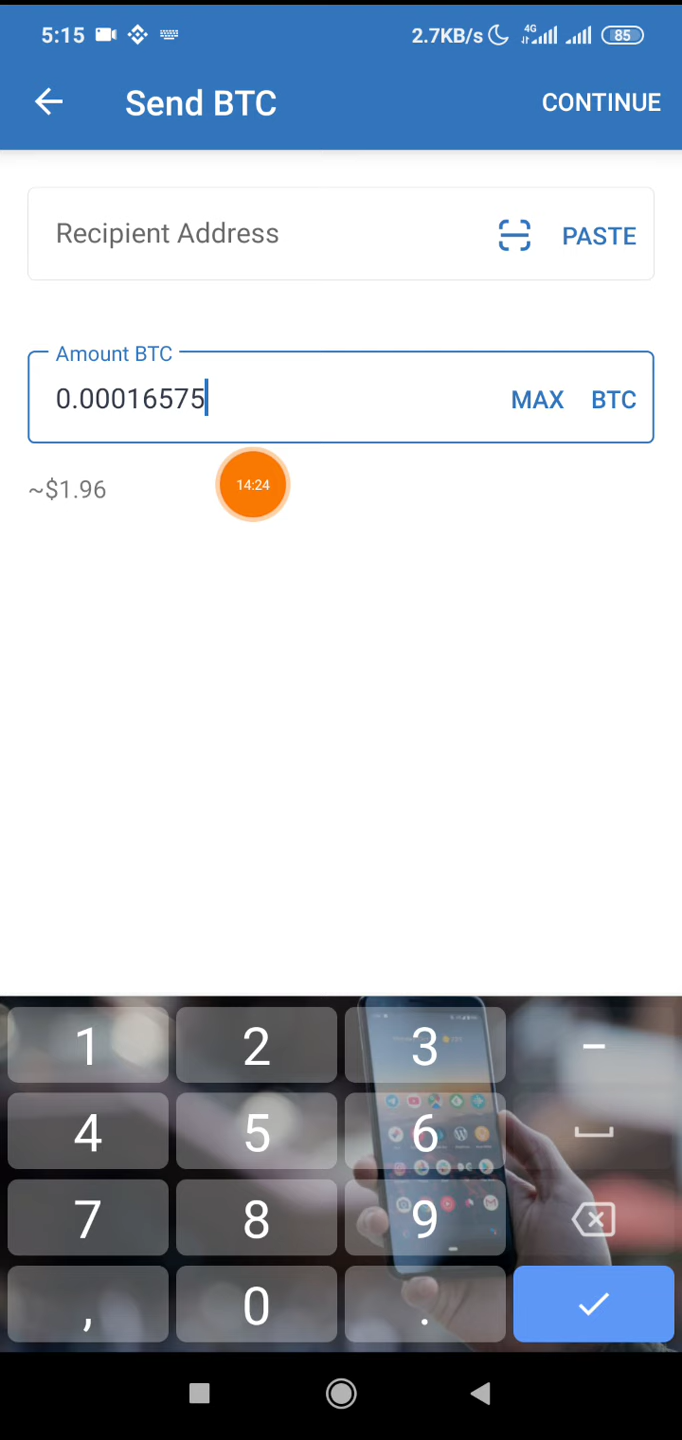 5:15 2.7KB/s 4G 85
Send BTC CONTINUE
Recipient Address PASTE
Amount BTC
0.00016575 MAX BTC
~$1.96 14:24
1 2 3 –
4 5 6
7 8 9
, 0 .